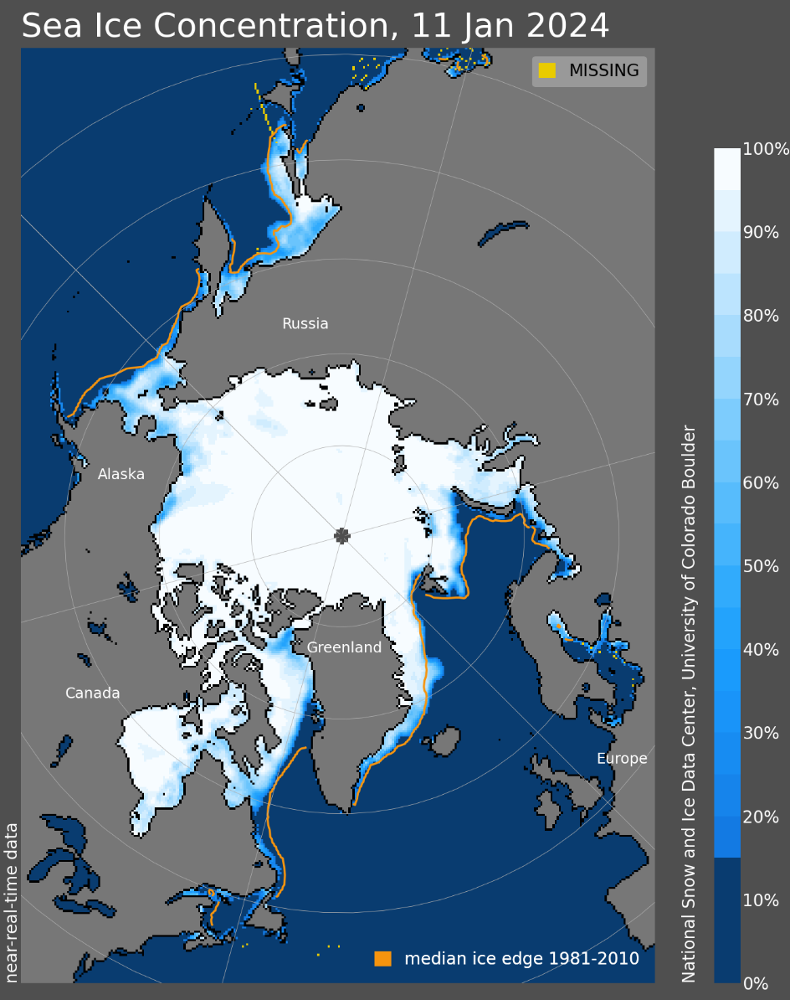 Sea Ice Concentration, 11 Jan 2024
MISSING
100%
90%
80%
70%
60%
50%
40%
30%
20%
10%
0%
Russia
Alaska
Greenland
Canada
Europe
median ice edge 1981-2010
near-real-time data
National Snow and Ice Data Center, University of Colorado Boulder